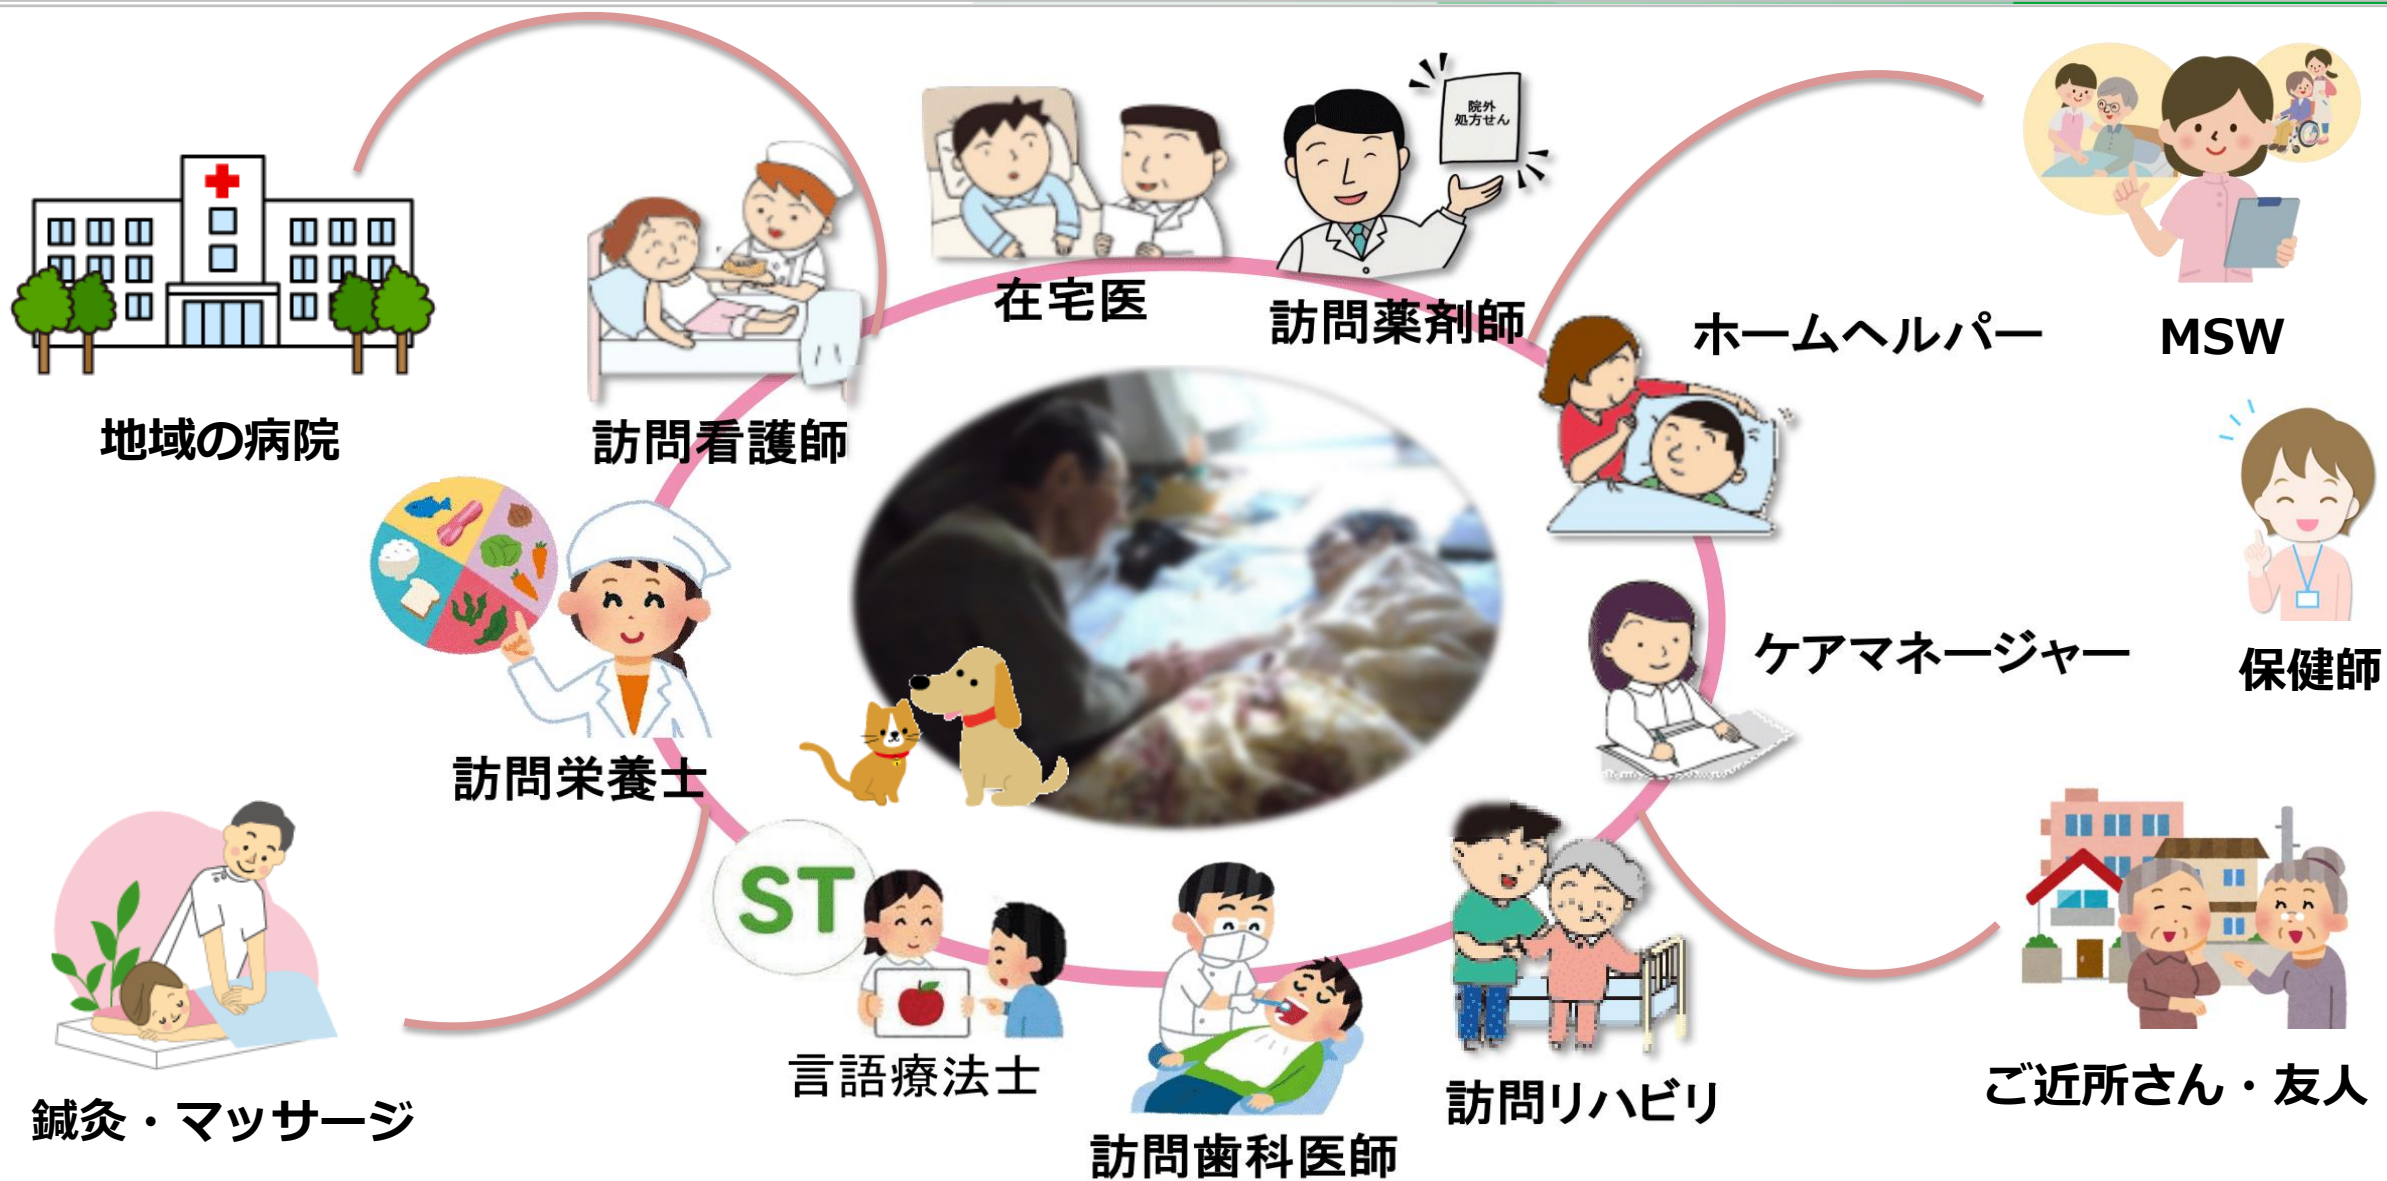 院外
処方せん
在宅医
訪問薬剤師
ホームヘルパー
MSW
地域の病院
訪問看護師
ケアマネージャー
保健師
訪問栄養士
ST
言語療法士
訪問歯科医師
訪問リハビリ
ご近所さん・友人
鍼灸・マッサージ